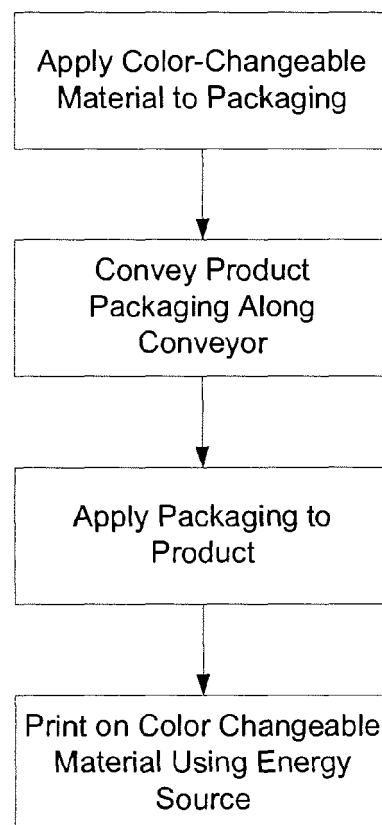 Apply Color-Changeable
Material to Packaging
Convey Product
Packaging Along
Conveyor
Apply Packaging to
Product
Print on Color Changeable
Material Using Energy
Source